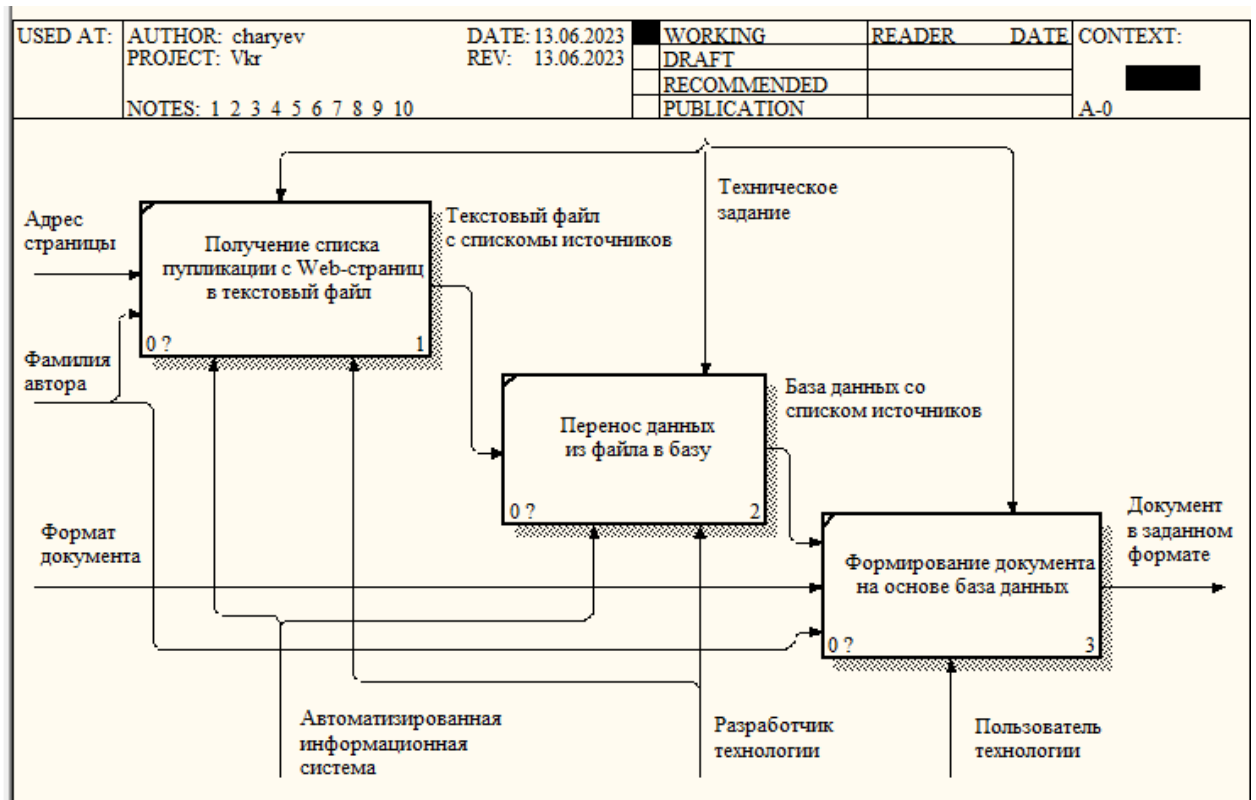 USED AT:
AUTHOR: charyev
DATE: 13.06.2023
PROJECT: Vkr
REV: 13.06.2023
NOTES: 1 2 3 4 5 6 7 8 9 10
WORKING
DRAFT
RECOMMENDED
PUBLICATION
READER DATE
CONTEXT:
A-0
Адрес
страницы
Получение списка
пупликации с Web-страниц
в текстовый файл
0 ?
1
Текстовый файл
с спискомы источников
Техническое
задание
Фамилия
автора
Перенос данных
из файла в базу
0 ?
2
База данных со
списком источников
Формат
документа
Формирование документа
на основе база данных
0 ?
3
Документ
в заданном
формате
Автоматизированная
информационная
система
Разработчик
технологии
Пользователь
технологии